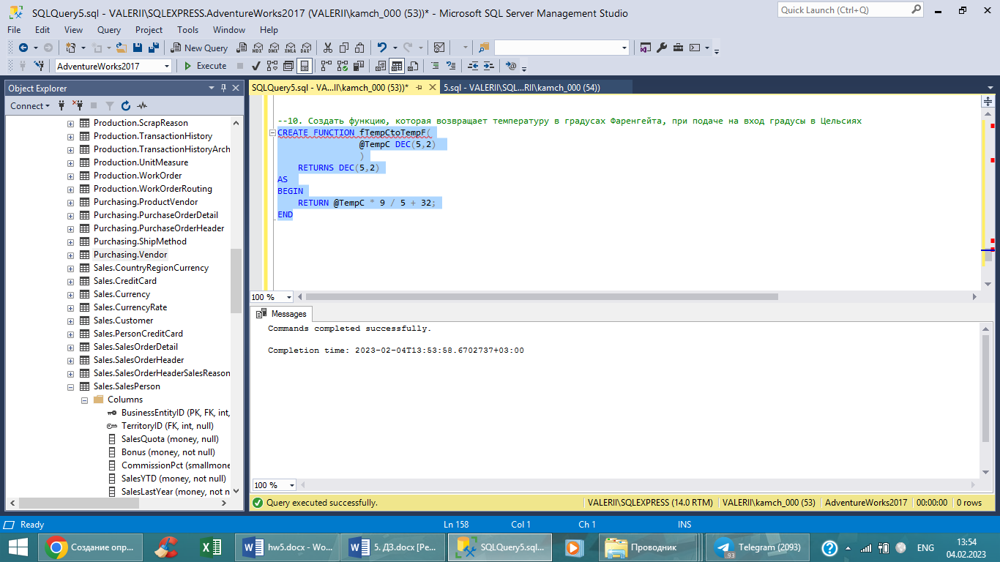 SQLQuery5.sql - VALERII\SQLEXPRESS.AdventureWorks2017 (VALERII\kamch_000 (53))* - Microsoft SQL Server Management Studio
Quick Launch (Ctrl+Q)
File Edit View Query Project Tools Window Help
New Query
MDX DMX XMLA DAX
AdventureWorks2017
Execute
Object Explorer
SQLQuery5.sql - VA...II\kamch_000 (53))*
5.sql - VALERII\SQL...RII\kamch_000 (54))
Connect
Production.ScrapReason
Production.TransactionHistory
Production.TransactionHistoryArch
Production.UnitMeasure
Production.WorkOrder
Production.WorkOrderRouting
Purchasing.ProductVendor
Purchasing.PurchaseOrderDetail
Purchasing.PurchaseOrderHeader
Purchasing.ShipMethod
Purchasing.Vendor
Sales.CountryRegionCurrency
Sales.CreditCard
Sales.Currency
Sales.CurrencyRate
Sales.Customer
Sales.PersonCreditCard
Sales.SalesOrderDetail
Sales.SalesOrderHeader
Sales.SalesOrderHeaderSalesReason
Sales.SalesPerson
Columns
BusinessEntityID (PK, FK, int,
TerritoryID (FK, int, null)
SalesQuota (money, null)
Bonus (money, not null)
CommissionPct (smallmone
SalesYTD (money, not null)
SalesLastYear (money, not n
--10. Создать функцию, которая возвращает температуру в градусах Фаренгейта, при подаче на вход градусы в Цельсиях
CREATE FUNCTION fTempCtoTempF(
@TempC DEC(5,2)
)
RETURNS DEC(5,2)
AS
BEGIN
RETURN @TempC * 9 / 5 + 32;
END
100 %
Messages
Commands completed successfully.
Completion time: 2023-02-04T13:53:58.6702737+03:00
100 %
Query executed successfully.
VALERII\SQLEXPRESS (14.0 RTM) VALERII\kamch_000 (53) AdventureWorks2017 00:00:00 0 rows
Ready
Ln 158 Col 1 Ch 1 INS
Создание опр...
hw5.docx - Wo...
5. ДЗ.docx [Ре...
SQLQuery5.sql...
Проводник
Telegram (2093)
..93
ENG
13:54
04.02.2023